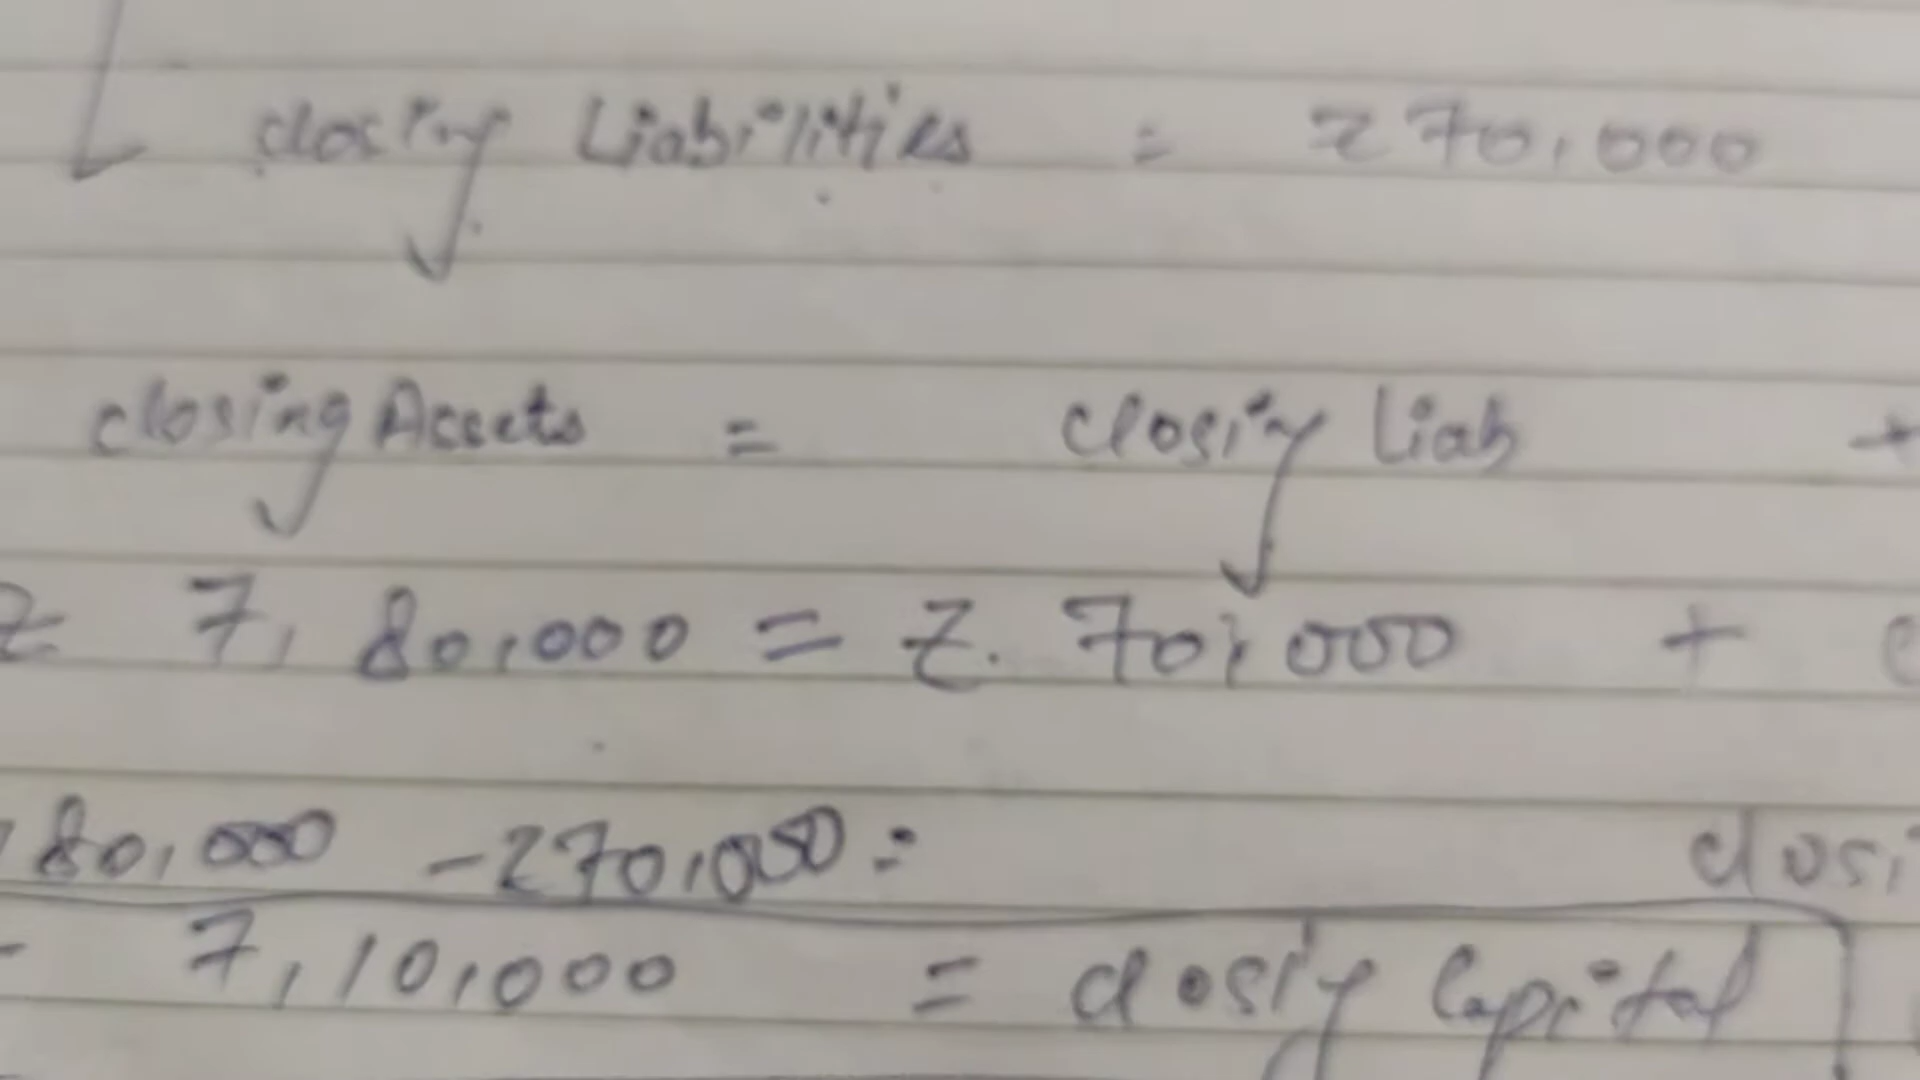 closing Liabilities = ₹70,000
closing Assets = closing Liab +
₹ 7,80,000 = ₹. 70,000 +
80,000 - ₹70,000 =
7,10,000 = closing Capital